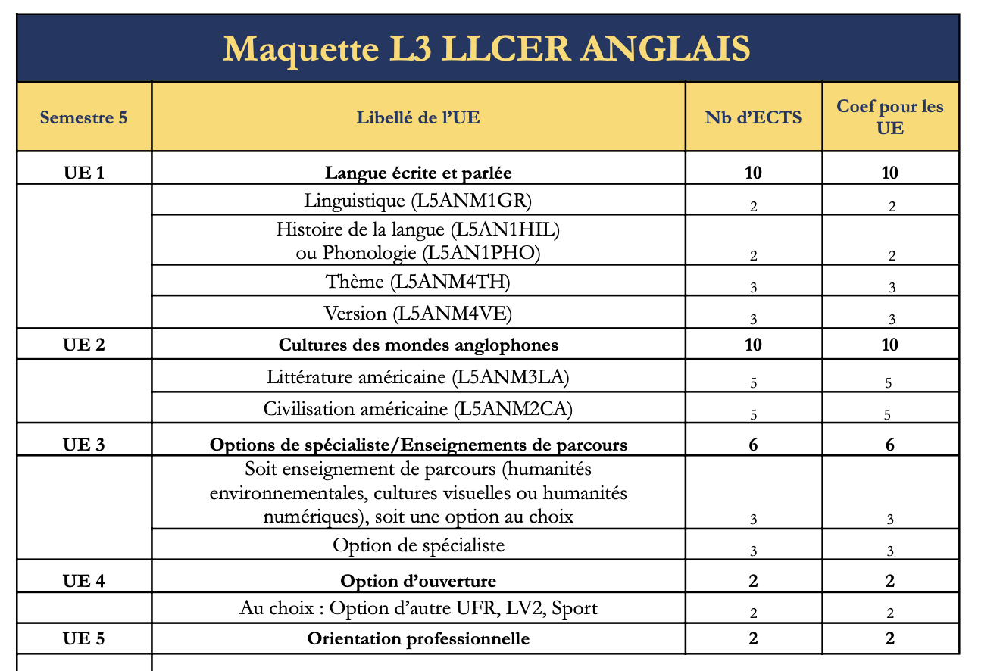 Maquette L3 LLCER ANGLAIS
Semestre 5 Libellé de l’UE Nb d’ECTS Coef pour les UE
UE 1 Langue écrite et parlée 10 10
Linguistique (L5ANM1GR) 2 2
Histoire de la langue (L5AN1HIL)
ou Phonologie (L5AN1PHO) 2 2
Thème (L5ANM4TH) 3 3
Version (L5ANM4VE) 3 3
UE 2 Cultures des mondes anglophones 10 10
Littérature américaine (L5ANM3LA) 5 5
Civilisation américaine (L5ANM2CA) 5 5
UE 3 Options de spécialiste/Enseignements de parcours 6 6
Soit enseignement de parcours (humanités
environnementales, cultures visuelles ou humanités
numériques), soit une option au choix 3 3
Option de spécialiste 3 3
UE 4 Option d’ouverture 2 2
Au choix : Option d’autre UFR, LV2, Sport 2 2
UE 5 Orientation professionnelle 2 2